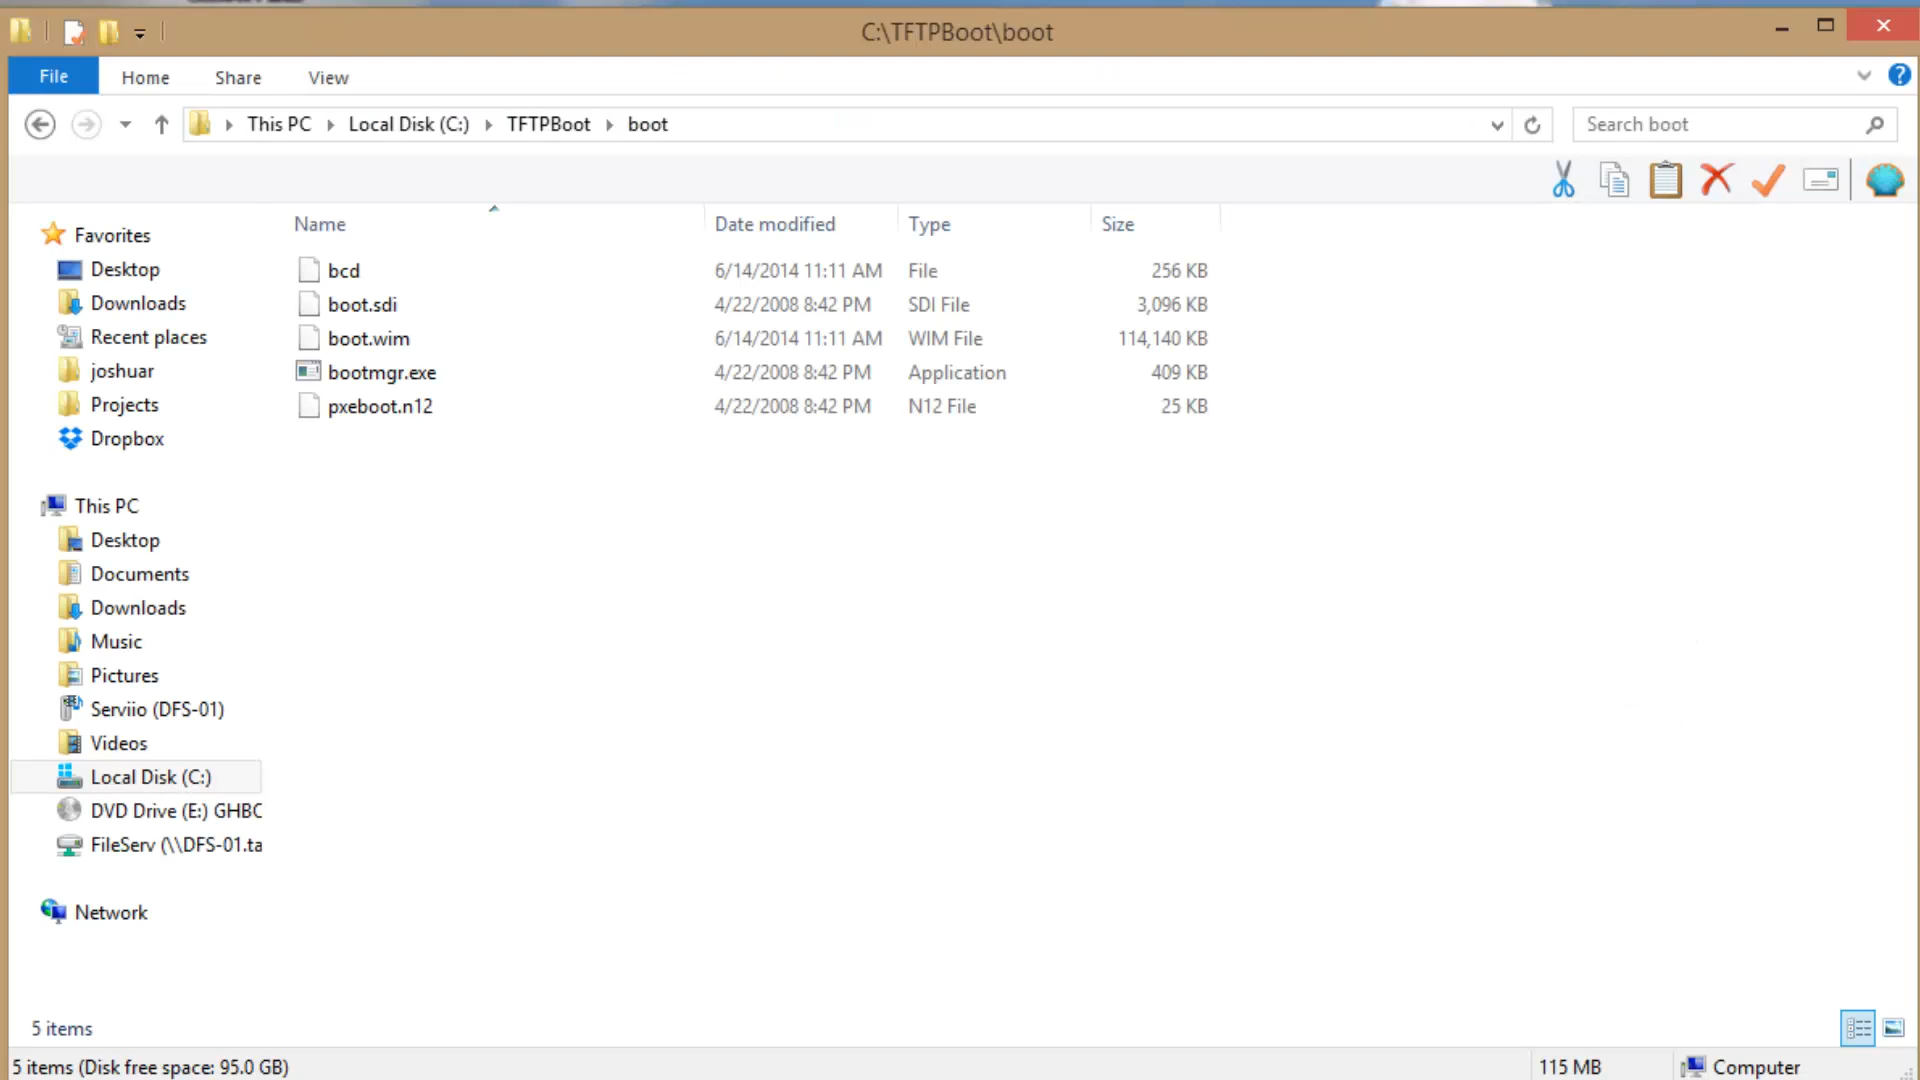 C:\TFTPBoot\boot
File Home Share View
This PC Local Disk (C:) TFTPBoot boot Search boot
Name Date modified Type Size
bcd 6/14/2014 11:11 AM File 256 KB
boot.sdi 4/22/2008 8:42 PM SDI File 3,096 KB
boot.wim 6/14/2014 11:11 AM WIM File 114,140 KB
bootmgr.exe 4/22/2008 8:42 PM Application 409 KB
pxeboot.n12 4/22/2008 8:42 PM N12 File 25 KB
Favorites
Desktop
Downloads
Recent places
joshuar
Projects
Dropbox
This PC
Desktop
Documents
Downloads
Music
Pictures
Serviio (DFS-01)
Videos
Local Disk (C:)
DVD Drive (E:) GHBC
FileServ (\\DFS-01.ta
Network
5 items
5 items (Disk free space: 95.0 GB) 115 MB Computer